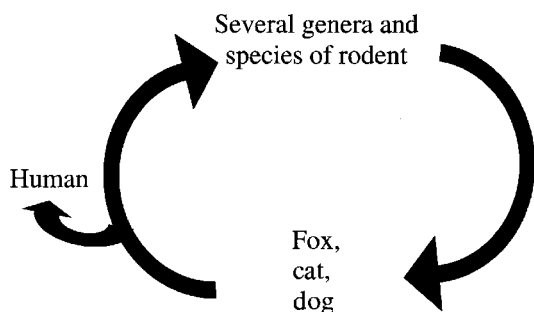 Several genera and
species of rodent
Human
Fox,
cat,
dog